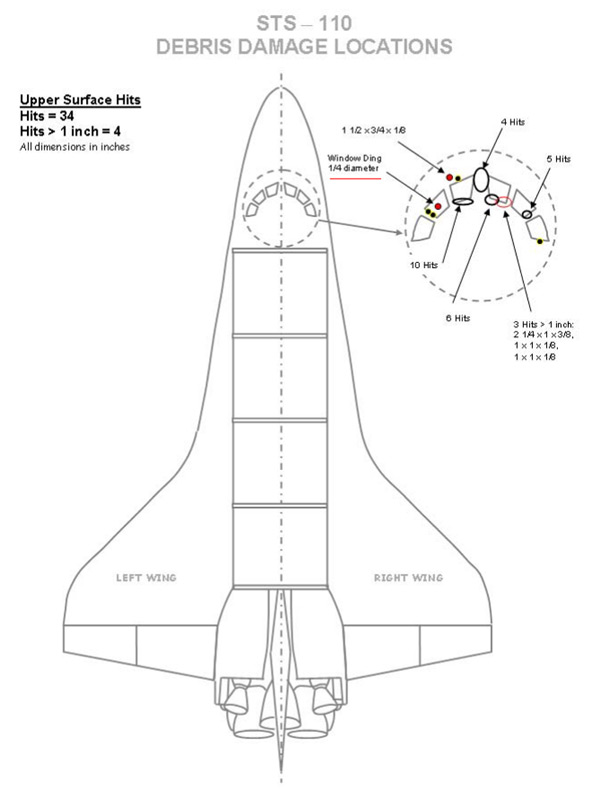 STS – 110
DEBRIS DAMAGE LOCATIONS
Upper Surface Hits
Hits = 34
Hits > 1 inch = 4
All dimensions in inches
1 1/2 x 3/4 x 1/8
4 Hits
Window Ding
1/4 diameter
5 Hits
10 Hits
6 Hits
3 Hits > 1 inch:
2 1/4 x 1 x 3/8,
1 x 1 x 1/8,
1 x 1 x 1/8
LEFT WING
RIGHT WING